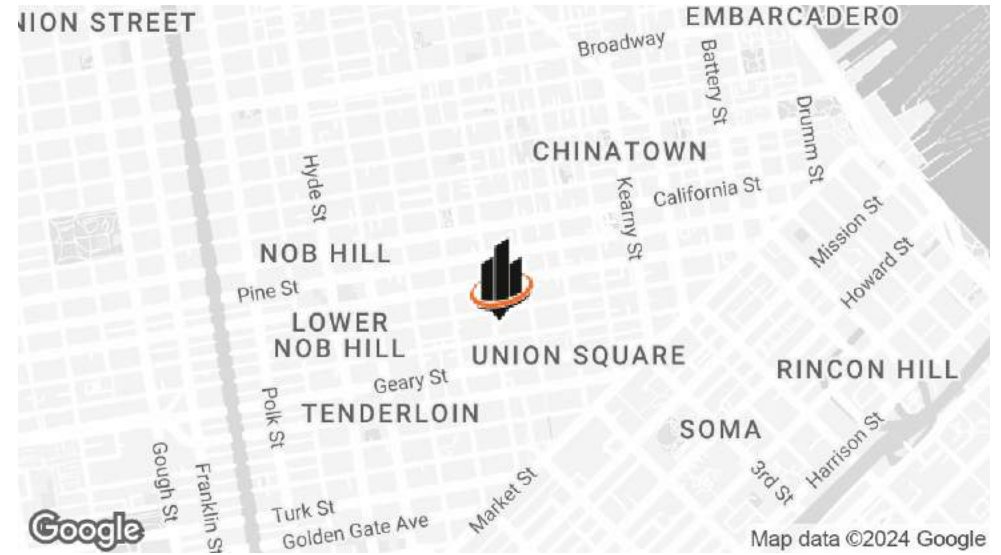 NION STREET
EMBARCADERO
Broadway
Battery St
Drumm St
CHINATOWN
Hyde St
Kearny St
California St
Mission St
Howard St
NOB HILL
Pine St
LOWER
NOB HILL
UNION SQUARE
RINCON HILL
Geary St
Polk St
TENDERLOIN
SOMA
Harrison St
3rd St
Gough St
Franklin St
Market St
Turk St
Golden Gate Ave
Google
Map data ©2024 Google